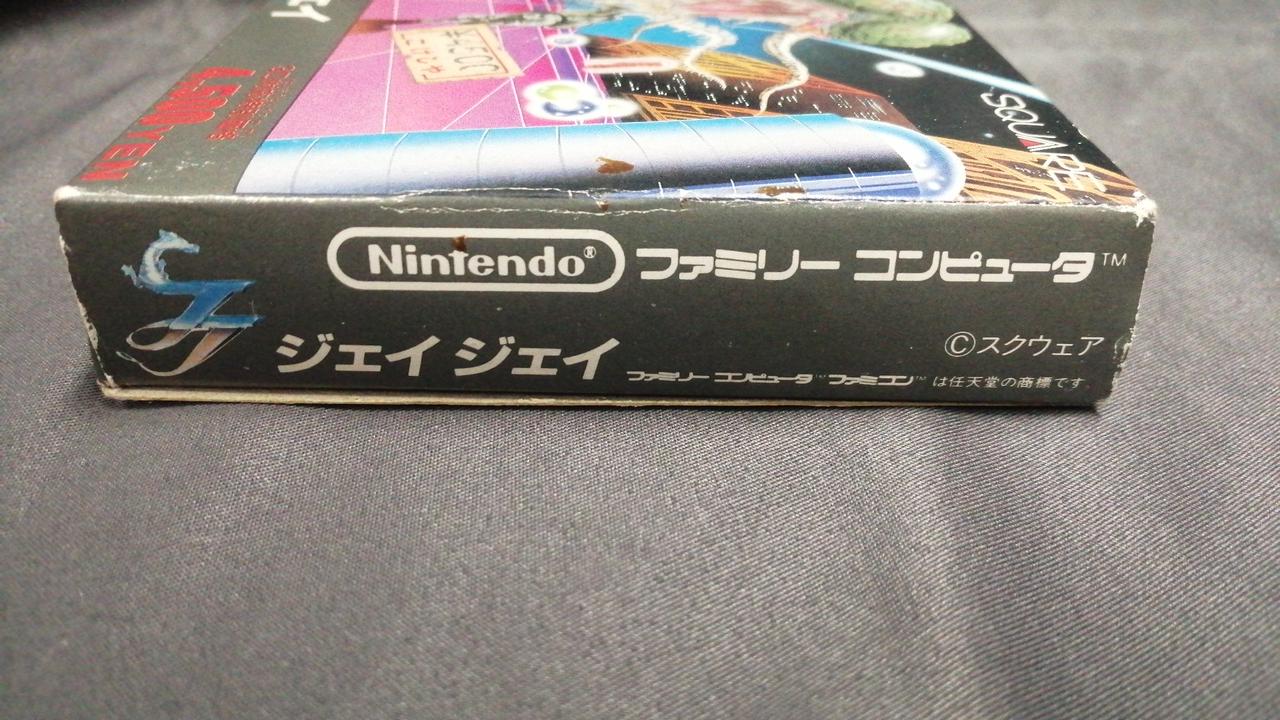 SQUARE
Nintendo® ファミリー コンピュータ™
ジェイ ジェイ
©スクウェア
ファミリー コンピュータ™ ファミコン™ は任天堂の商標です。